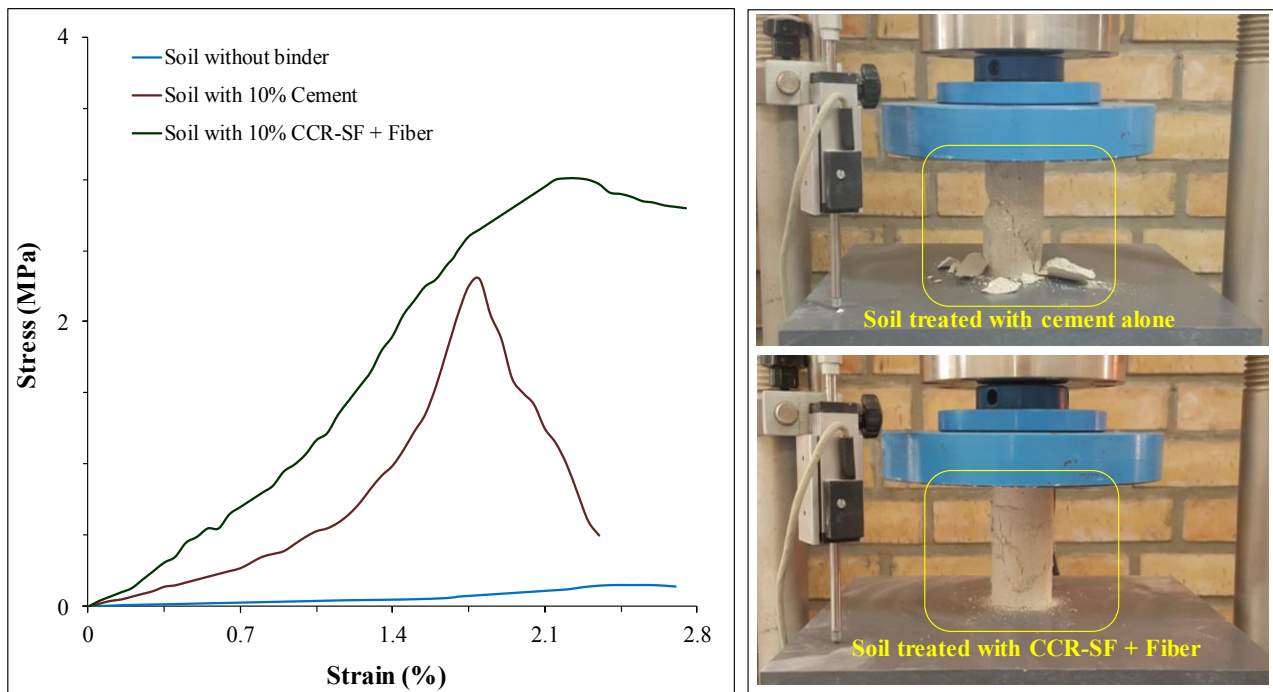 4
Soil without binder
Soil with 10% Cement
Soil with 10% CCR-SF + Fiber
Stress (MPa)
2
0
0 0.7 1.4 2.1 2.8
Strain (%)
Soil treated with cement alone
Soil treated with CCR-SF + Fiber